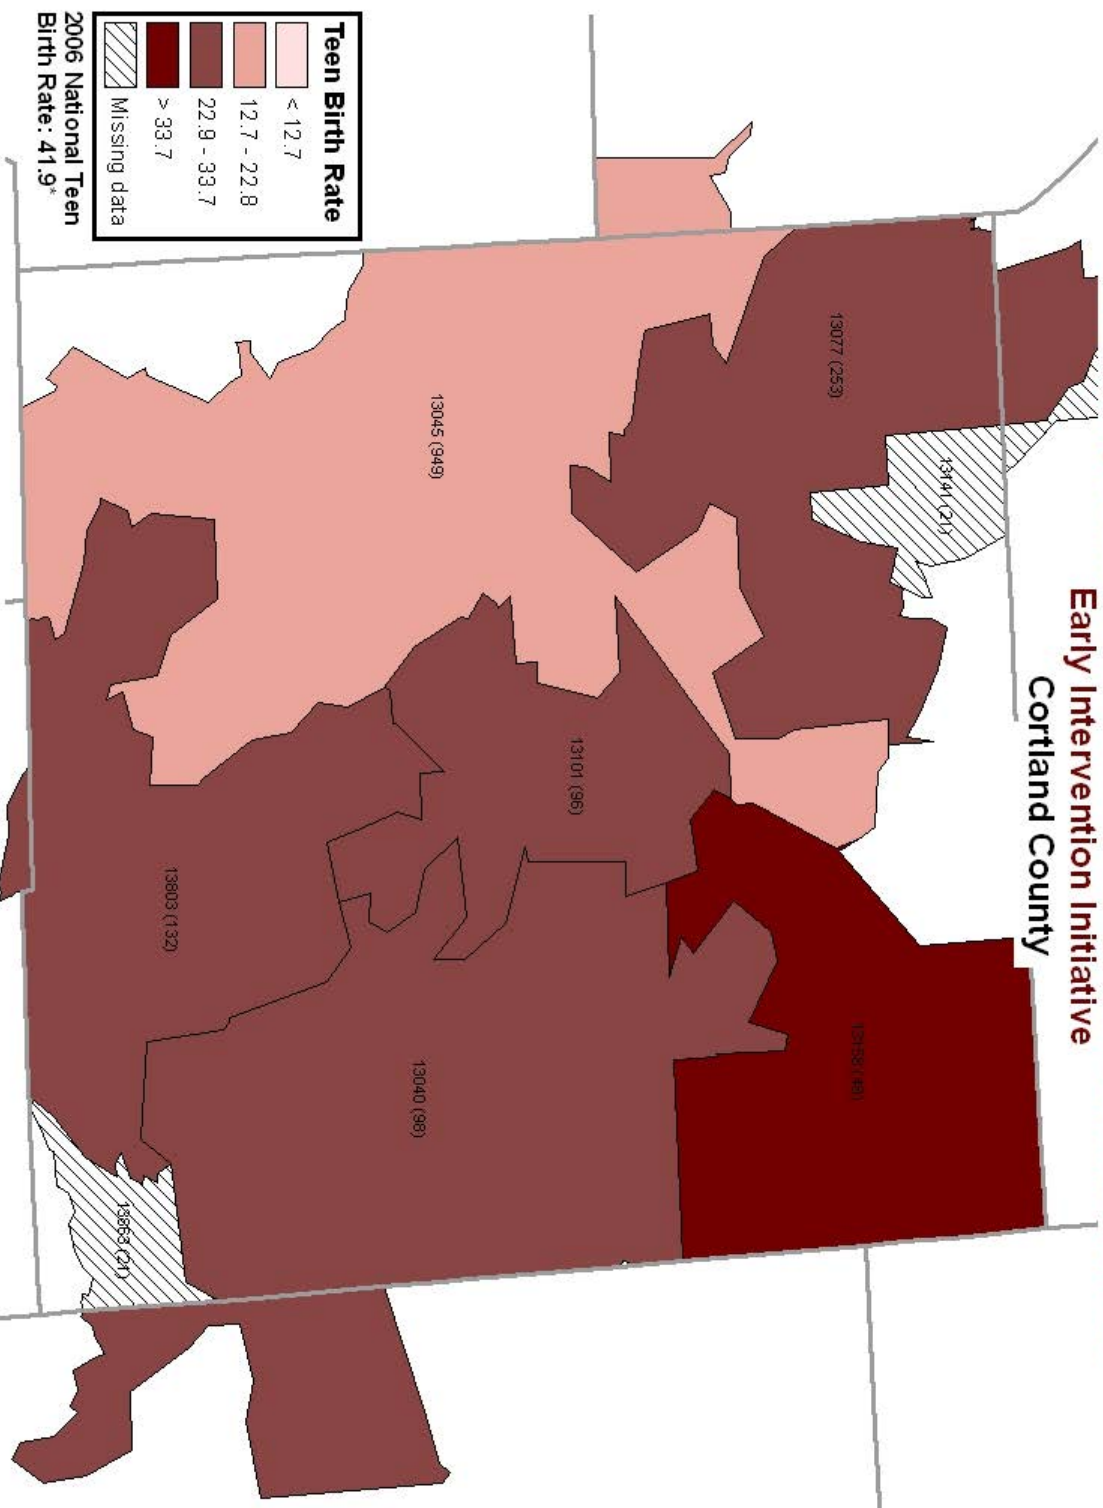 Early Intervention Initiative
Cortland County
13141 (21)
13077 (253)
13158 (48)
13101 (96)
13045 (949)
13040 (98)
13803 (132)
13863 (21)
Teen Birth Rate
< 12.7
12.7 - 22.8
22.9 - 33.7
> 33.7
Missing data
2006 National Teen
Birth Rate: 41.9*